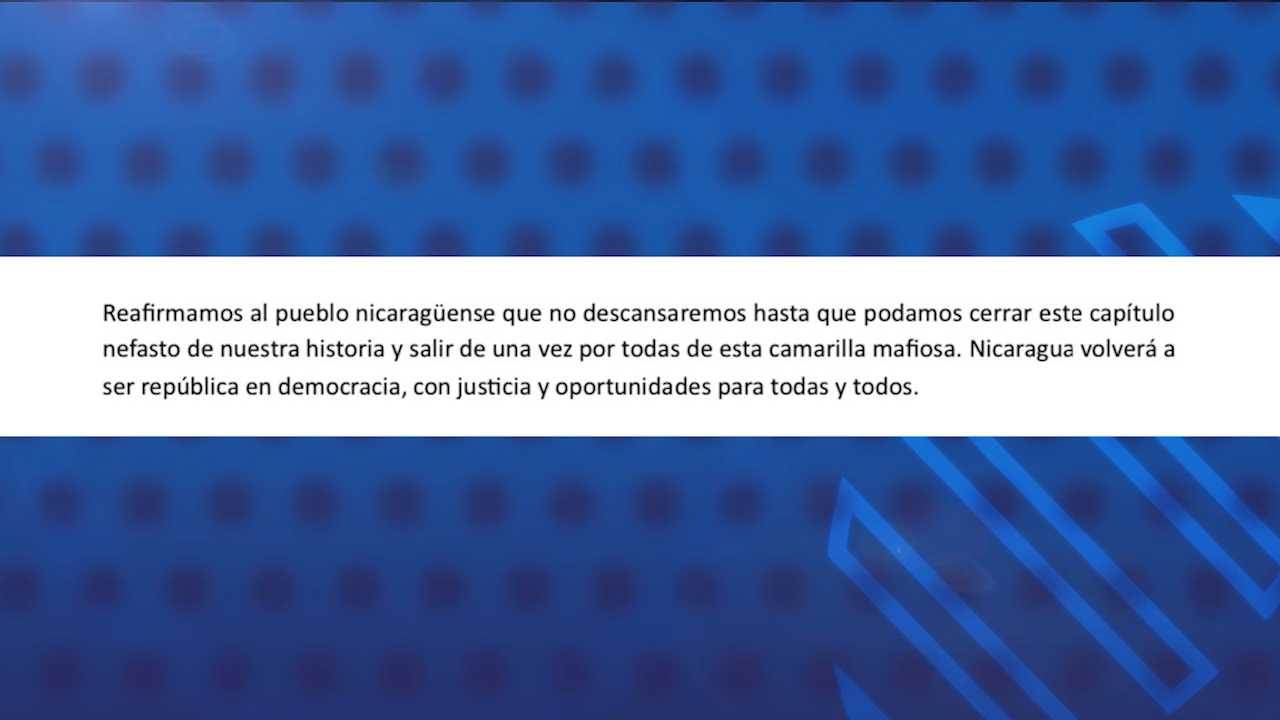 Reafirmamos al pueblo nicaragüense que no descansaremos hasta que podamos cerrar este capítulo
nefasto de nuestra historia y salir de una vez por todas de esta camarilla mafiosa. Nicaragua volverá a
ser república en democracia, con justicia y oportunidades para todas y todos.